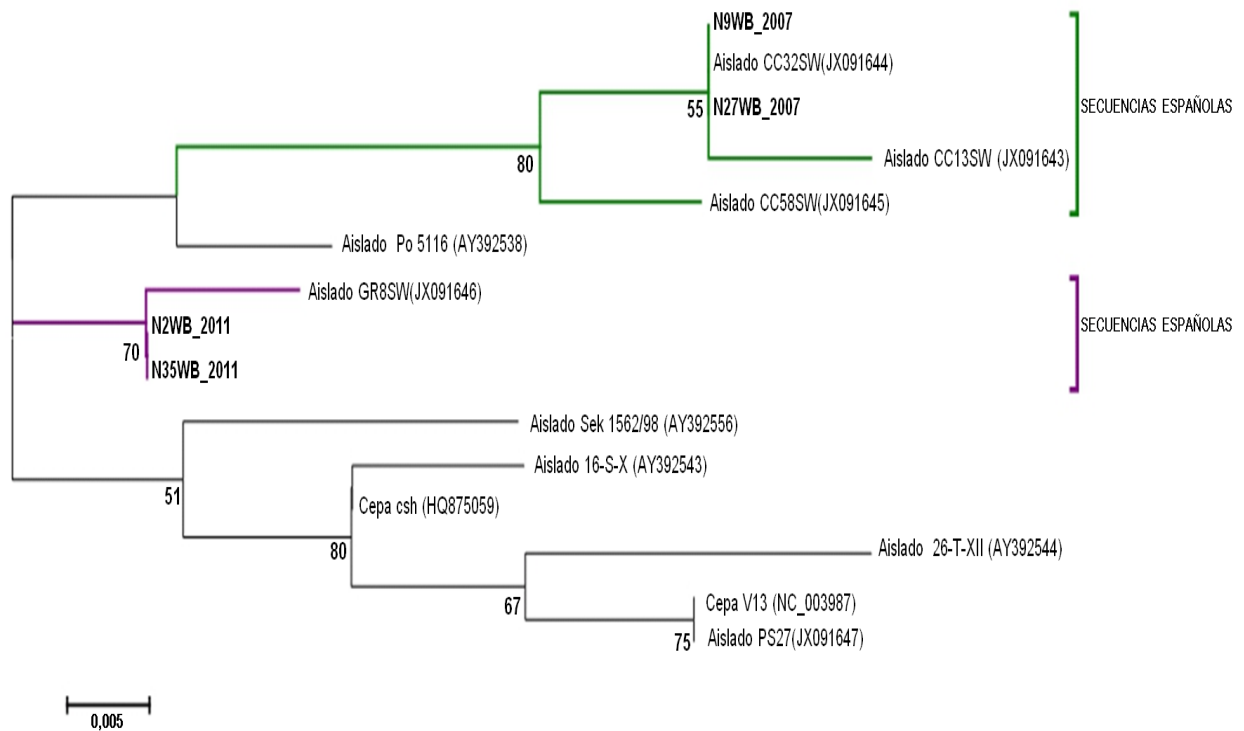 N9WB_2007
Aislado CC32SW(JX091644)
55
N27WB_2007
SECUENCIAS ESPAÑOLAS
80
Aislado CC13SW (JX091643)
Aislado CC58SW(JX091645)
Aislado Po 5116 (AY392538)
Aislado GR8SW(JX091646)
N2WB_2011
SECUENCIAS ESPAÑOLAS
70
N35WB_2011
Aislado Sek 1562/98 (AY392556)
Aislado 16-S-X (AY392543)
51
Cepa csh (HQ875059)
80
Aislado 26-T-XII (AY392544)
67
Cepa V13 (NC_003987)
75
Aislado PS27(JX091647)
0,005